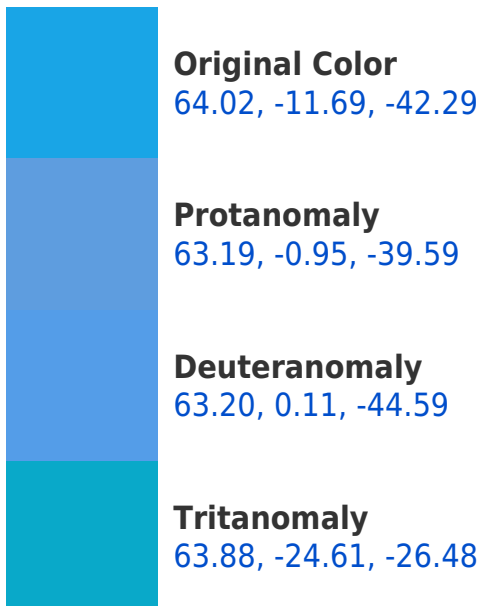 Original Color
64.02, -11.69, -42.29
Protanomaly
63.19, -0.95, -39.59
Deuteranomaly
63.20, 0.11, -44.59
Tritanomaly
63.88, -24.61, -26.48